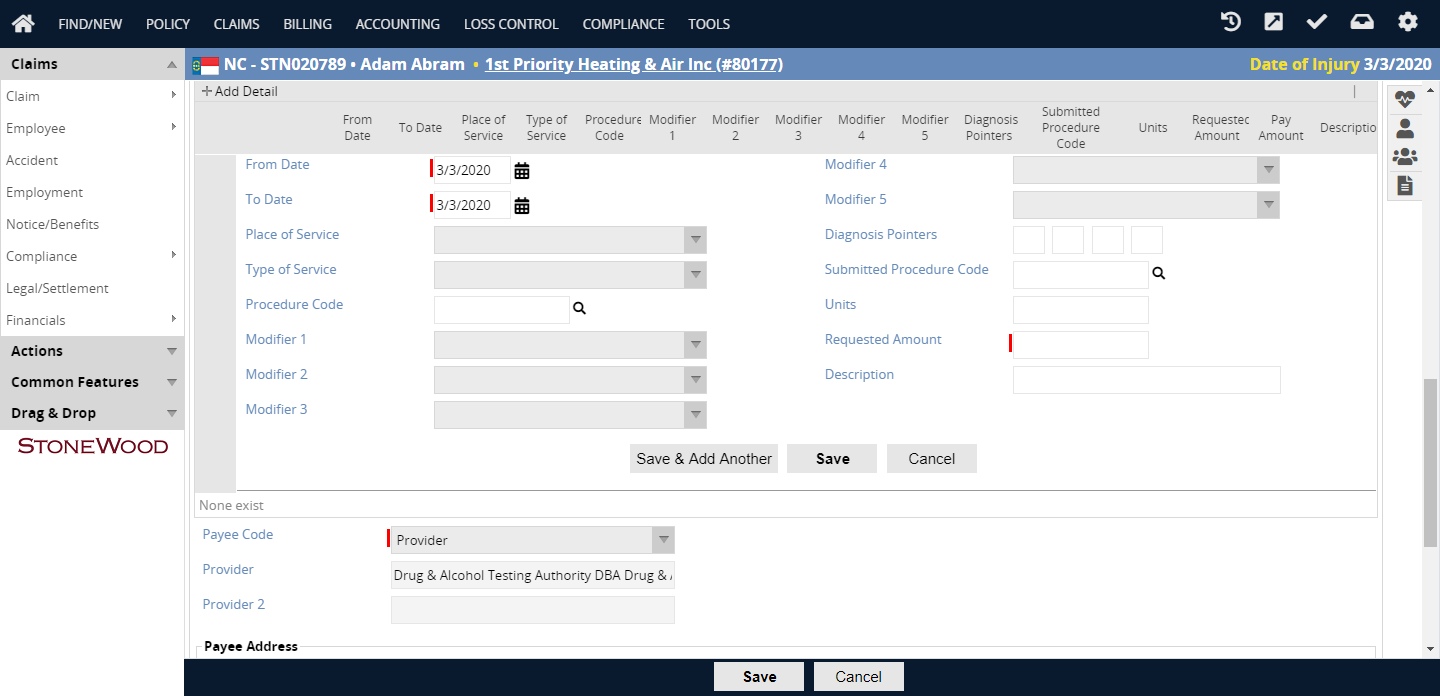 FIND/NEW POLICY CLAIMS BILLING ACCOUNTING LOSS CONTROL COMPLIANCE TOOLS
Claims
NC - STN020789 • Adam Abram • 1st Priority Heating & Air Inc (#80177) Date of Injury 3/3/2020
Claim
Employee
Accident
Employment
Notice/Benefits
Compliance
Legal/Settlement
Financials
Actions
Common Features
Drag & Drop
STONEWOOD
Add Detail
From Date To Date Place of Service Type of Service Procedure Code Modifier 1 Modifier 2 Modifier 3 Modifier 4 Modifier 5 Diagnosis Pointers Submitted Procedure Code Units Requestec Amount Pay Amount Descriptio
From Date 3/3/2020
To Date 3/3/2020
Place of Service
Type of Service
Procedure Code
Modifier 1
Modifier 2
Modifier 3
Modifier 4
Modifier 5
Diagnosis Pointers
Submitted Procedure Code
Units
Requested Amount
Description
Save & Add Another Save Cancel
None exist
Payee Code Provider
Provider Drug & Alcohol Testing Authority DBA Drug &
Provider 2
Payee Address
Save Cancel